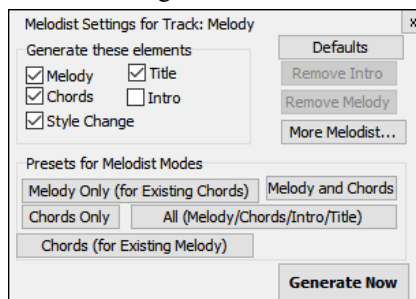 Melodist Settings for Track: Melody
x
Generate these elements
Defaults
Melody
Title
Remove Intro
Chords
Intro
Remove Melody
Style Change
More Melodist...
Presets for Melodist Modes
Melody Only (for Existing Chords)
Melody and Chords
Chords Only
All (Melody/Chords/Intro/Title)
Chords (for Existing Melody)
Generate Now